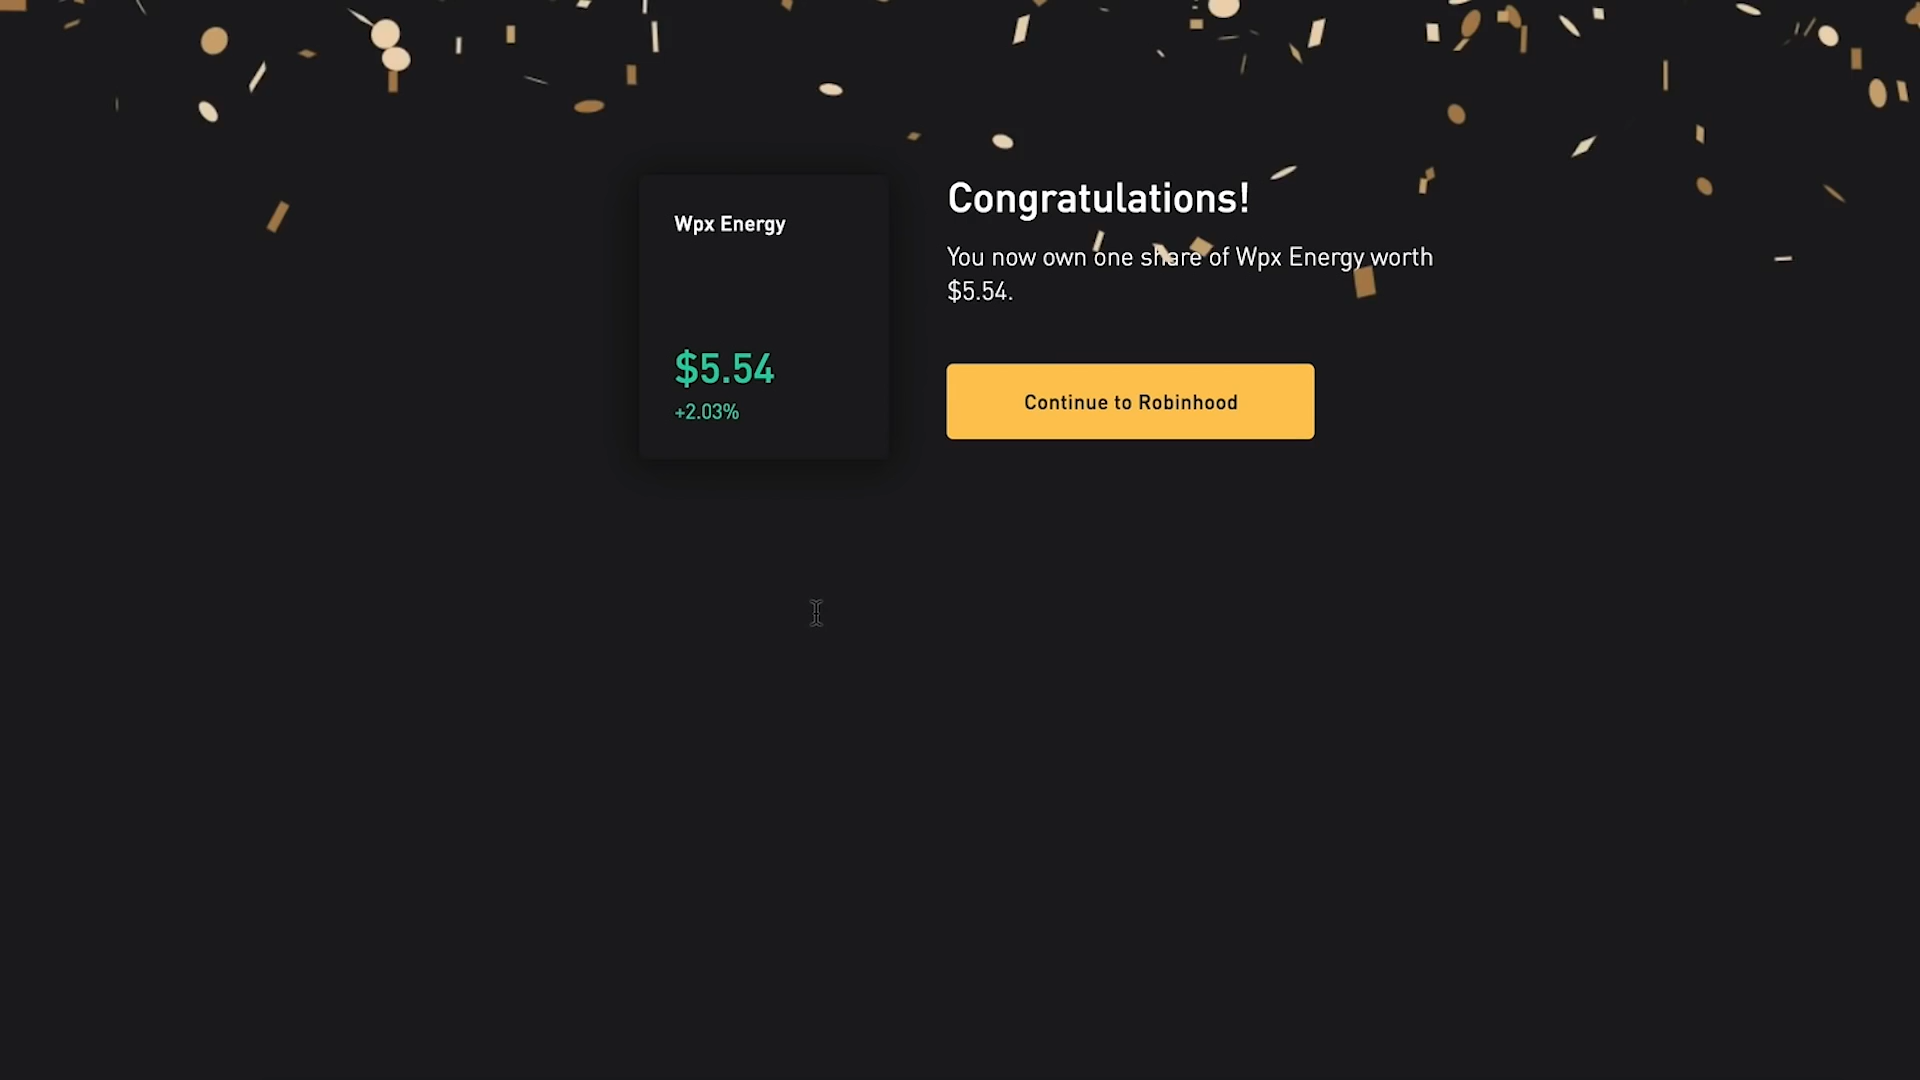 Wpx Energy
$5.54
+2.03%
Congratulations!
You now own one share of Wpx Energy worth
$5.54.
Continue to Robinhood